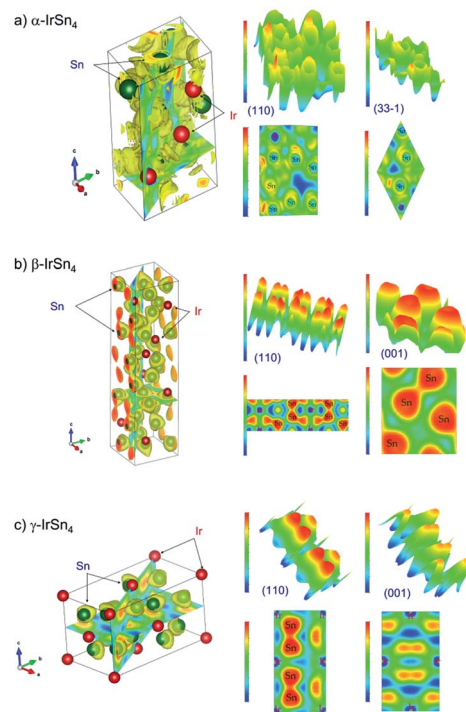 a) α-IrSn4
Sn
Ir
c
b
a
(110)
(33-1)
Sn
Sn
Sn
Sn
Sn
Sn
b) β-IrSn4
Sn
Ir
c
b
a
(110)
(001)
Sn
Sn
Sn
Sn
c) γ-IrSn4
Ir
Sn
c
b
a
(110)
(001)
Sn
Sn
Sn
Sn